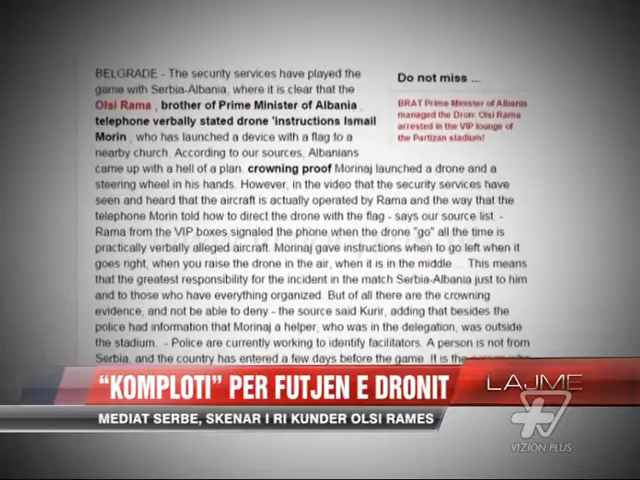 BELGRADE - The security services have played the
game with Serbia-Albania, where it is clear that the
Olsi Rama , brother of Prime Minister of Albania ,
telephone verbally stated drone 'instructions Ismail
Morin , who has launched a device with a flag to a
nearby church. According to our sources, Albanians
came up with a hell of a plan. crowning proof Morinaj launched a drone and a
steering wheel in his hands. However, in the video that the security services have
seen and heard that the aircraft is actually operated by Rama and the way that the
telephone Morin told how to direct the drone with the flag - says our source list. -
Rama from the VIP boxes signaled the phone when the drone "go" all the time is
practically verbally alleged aircraft. Morinaj gave instructions when to go left when it
goes right, when you raise the drone in the air, when it is in the middle ... This means
that the greatest responsibility for the incident in the match Serbia-Albania just to him
and to those who have everything organized. But of all there are the crowning
evidence, and not be able to deny - the source said Kurir, adding that besides the
police had information that Morinaj a helper, who was in the delegation, was outside
the stadium. - Police are currently working to identify facilitators. A person is not from
Serbia, and the country has entered a few days before the game. It is the
Do not miss ...
BRAT Prime Minister of Albania
managed the Dron: Olsi Rama
arrested in the VIP lounge of
the Partizan stadium!
"KOMPLOTI" PER FUTJEN E DRONIT
LAJME
MEDIAT SERBE, SKENAR I RI KUNDER OLSI RAMES
VIZION PLUS